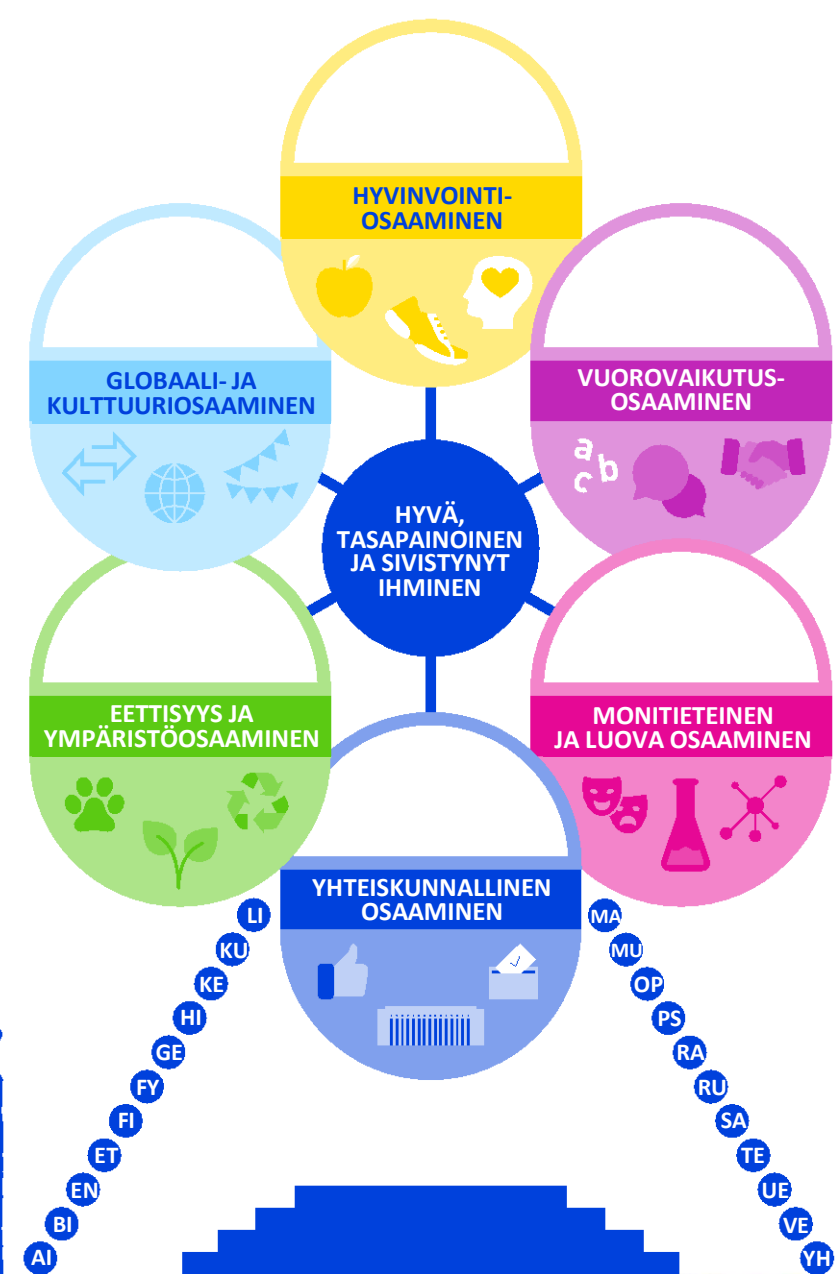 HYVINVOINTI-
OSAAMINEN
GLOBAALI- JA
KULTTUURIOSAAMINEN
VUOROVAIKUTUS-
OSAAMINEN
a
b
c
HYVÄ,
TASAPAINOINEN
JA SIVISTYNYT
IHMINEN
EETTISYYS JA
YMPÄRISTÖOSAAMINEN
MONITIETEINEN
JA LUOVA OSAAMINEN
YHTEISKUNNALLINEN
OSAAMINEN
LI
KU
KE
HI
GE
FY
FI
ET
EN
BI
AI
MA
MU
OP
PS
RA
RU
SA
TE
UE
VE
YH